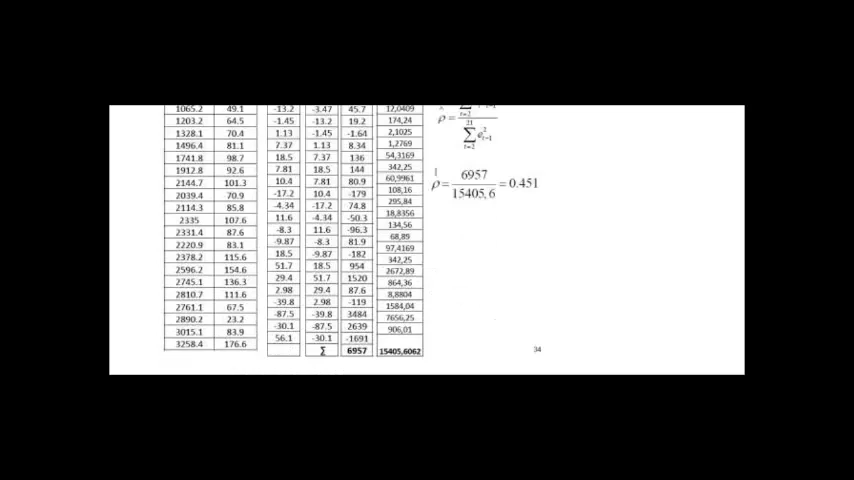 1065.2 49.1 -13.2 -3.47 45.7 12,0409
1203.2 64.5 -1.45 -13.2 19.2 174,24
1328.1 70.4 1.13 -1.45 -1.64 2,1025
1496.4 81.1 7.37 1.13 8.34 1,2769
1741.8 98.7 18.5 7.37 136 54,3169
1912.8 92.6 7.81 18.5 144 342,25
2144.7 101.3 10.4 7.81 80.9 60,9961
2039.4 70.9 -17.2 10.4 -179 108,16
2114.3 85.8 -4.34 -17.2 74.8 295,84
2335 107.6 11.6 -4.34 -50.3 18,8356
2331.4 87.6 -8.3 11.6 -96.3 134,56
2220.9 83.1 -9.87 -8.3 81.9 68,89
2378.2 115.6 18.5 -9.87 -182 97,4169
2596.2 154.6 51.7 18.5 954 342,25
2745.1 136.3 29.4 51.7 1520 2672,89
2810.7 111.6 2.98 29.4 87.6 864,36
2761.1 67.5 -39.8 2.98 -119 8,8804
2890.2 23.2 -87.5 -39.8 3484 1584,04
3015.1 83.9 -30.1 -87.5 2639 7656,25
3258.4 176.6 56.1 -30.1 -1691 906,01
∑ 6957 15405,6062
t=2
ρ̂ =
21
∑ e²t−1
t=2
ρ = 6957 / 15405,6 = 0.451
34